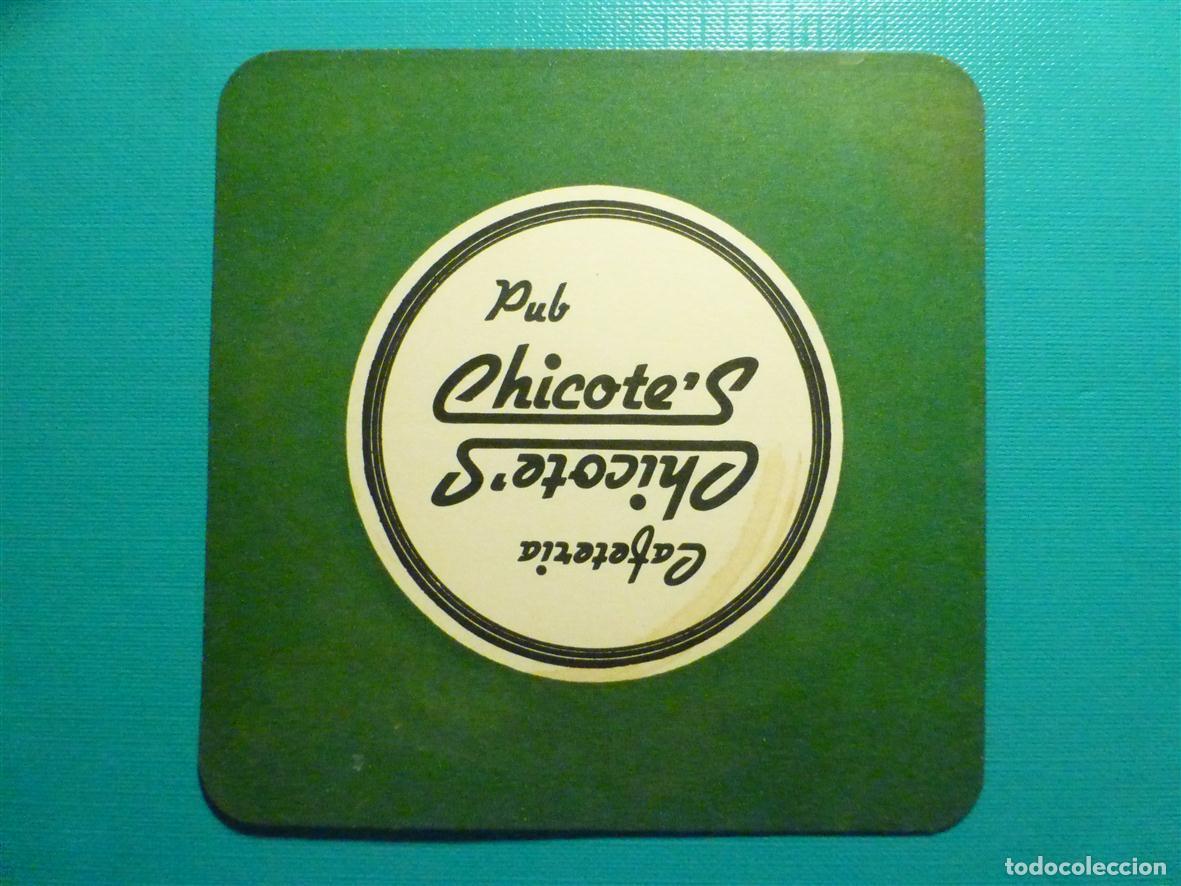 Pub
Chicote'S
Cafeteria
Chicote'S
todocoleccion